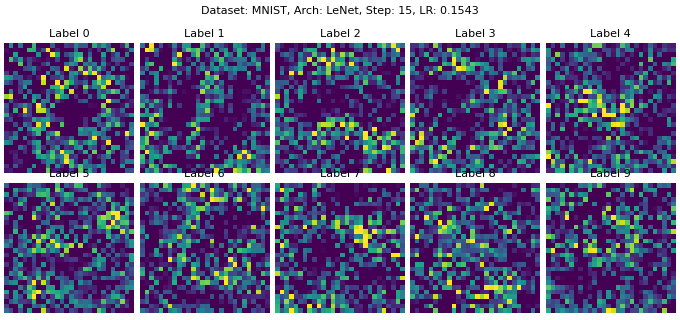 Dataset: MNIST, Arch: LeNet, Step: 15, LR: 0.1543
Label 0 Label 1 Label 2 Label 3 Label 4
Label 5 Label 6 Label 7 Label 8 Label 9